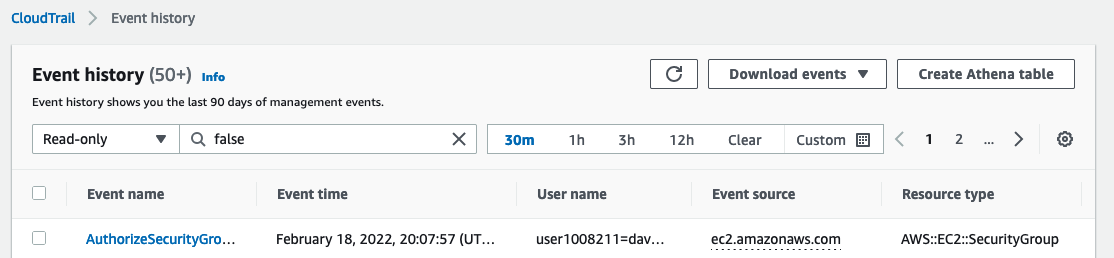 CloudTrail > Event history
Event history (50+) Info
Download events
Create Athena table
Event history shows you the last 90 days of management events.
Read-only
false
30m 1h 3h 12h Clear Custom
1 2 ...
Event name Event time User name Event source Resource type
AuthorizeSecurityGro... February 18, 2022, 20:07:57 (UT... user1008211=dav... ec2.amazonaws.com AWS::EC2::SecurityGroup